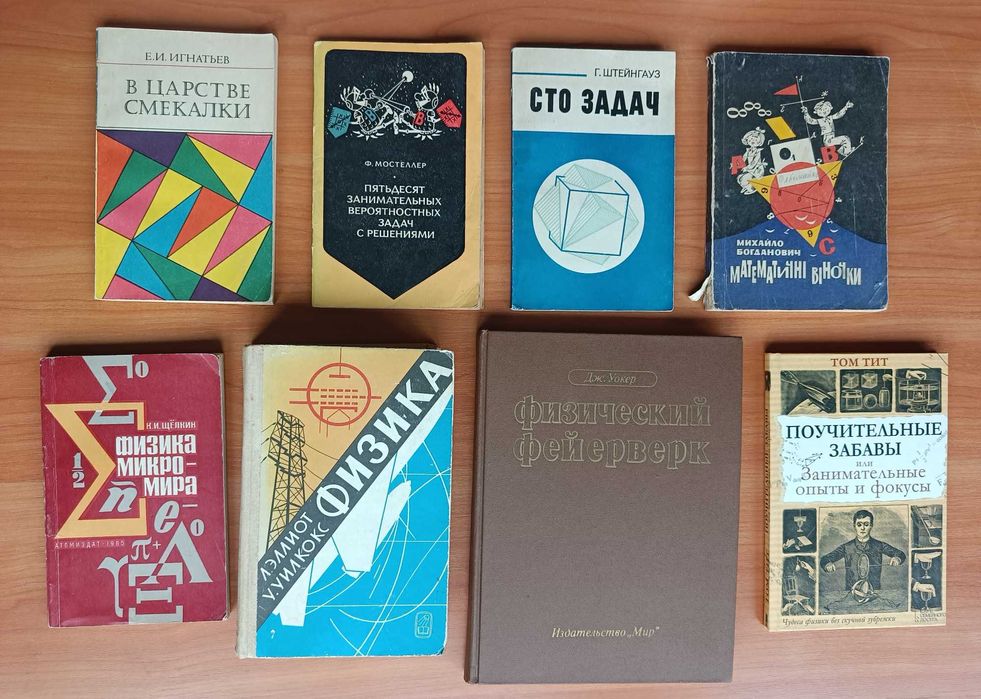 Е.И. ИГНАТЬЕВ
В ЦАРСТВЕ
СМЕКАЛКИ
В В
Ф. МОСТЕЛЛЕР
ПЯТЬДЕСЯТ
ЗАНИМАТЕЛЬНЫХ
ВЕРОЯТНОСТНЫХ
ЗАДАЧ
С РЕШЕНИЯМИ
Г. ШТЕЙНГАУЗ
СТО ЗАДАЧ
А В
С
МИХАЙЛО
БОГДАНОВИЧ
МАТЕМАТИЧНІ ВІНОЧКИ
К.И. ЩЁЛКИН
1/2
ФИЗИКА
МИКРО-
МИРА
АТОМИЗДАТ-1965
Л. ЭЛЛИОТ
У. УИЛКОКС
ФИЗИКА
Дж. Уокер
физический
фейерверк
Издательство „Мир"
ТОМ ТИТ
ПОУЧИТЕЛЬНЫЕ
ЗАБАВЫ
или
Занимательные
опыты и фокусы
Чудеса физики без скучной зубрежки